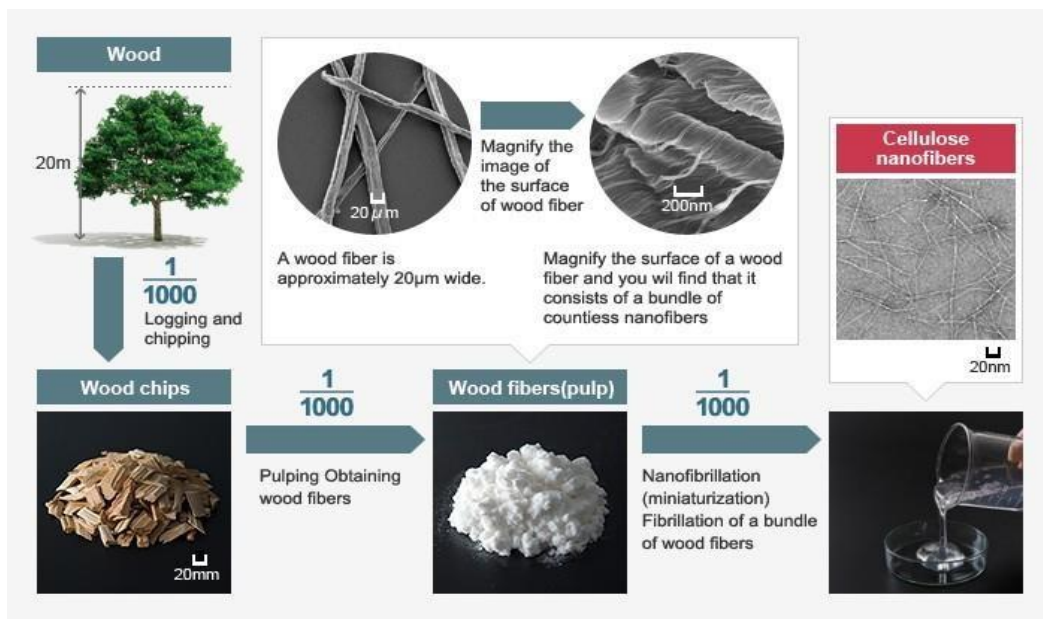 Wood
20m
1
1000
Logging and
chipping
20μm
Magnify the
image of
the surface
of wood fiber
200nm
A wood fiber is
approximately 20μm wide.
Magnify the surface of a wood
fiber and you wil find that it
consists of a bundle of
countiess nanofibers
Cellulose
nanofibers
20nm
Wood chips
20mm
1
1000
Pulping Obtaining
wood fibers
Wood fibers(pulp)
1
1000
Nanofibrillation
(miniaturization)
Fibrillation of a bundle
of wood fibers